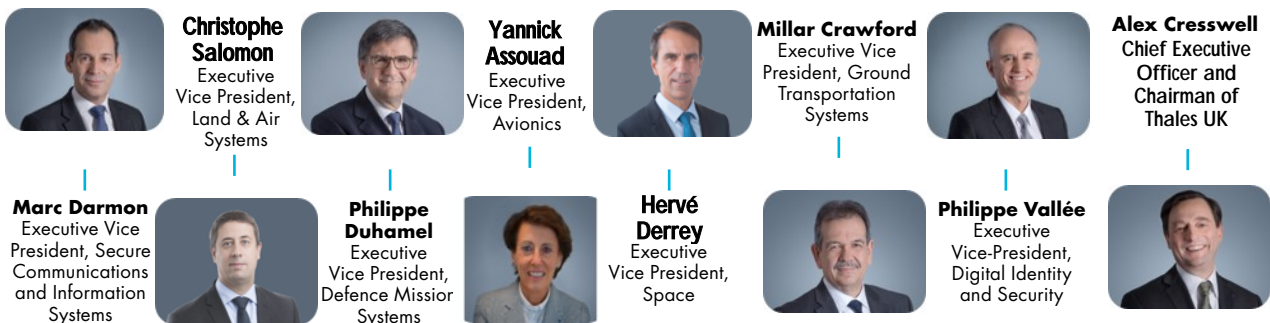 Christophe
Salomon
Executive
Vice President,
Land & Air
Systems
Yannick
Assouad
Executive
Vice President,
Avionics
Millar Crawford
Executive Vice
President, Ground
Transportation
Systems
Alex Cresswell
Chief Executive
Officer and
Chairman of
Thales UK
Marc Darmon
Executive Vice
President, Secure
Communications
and Information
Systems
Philippe
Duhamel
Executive
Vice President,
Defence Missior
Systems
Hervé
Derrey
Executive
Vice President,
Space
Philippe Vallée
Executive
Vice-President,
Digital Identity
and Security